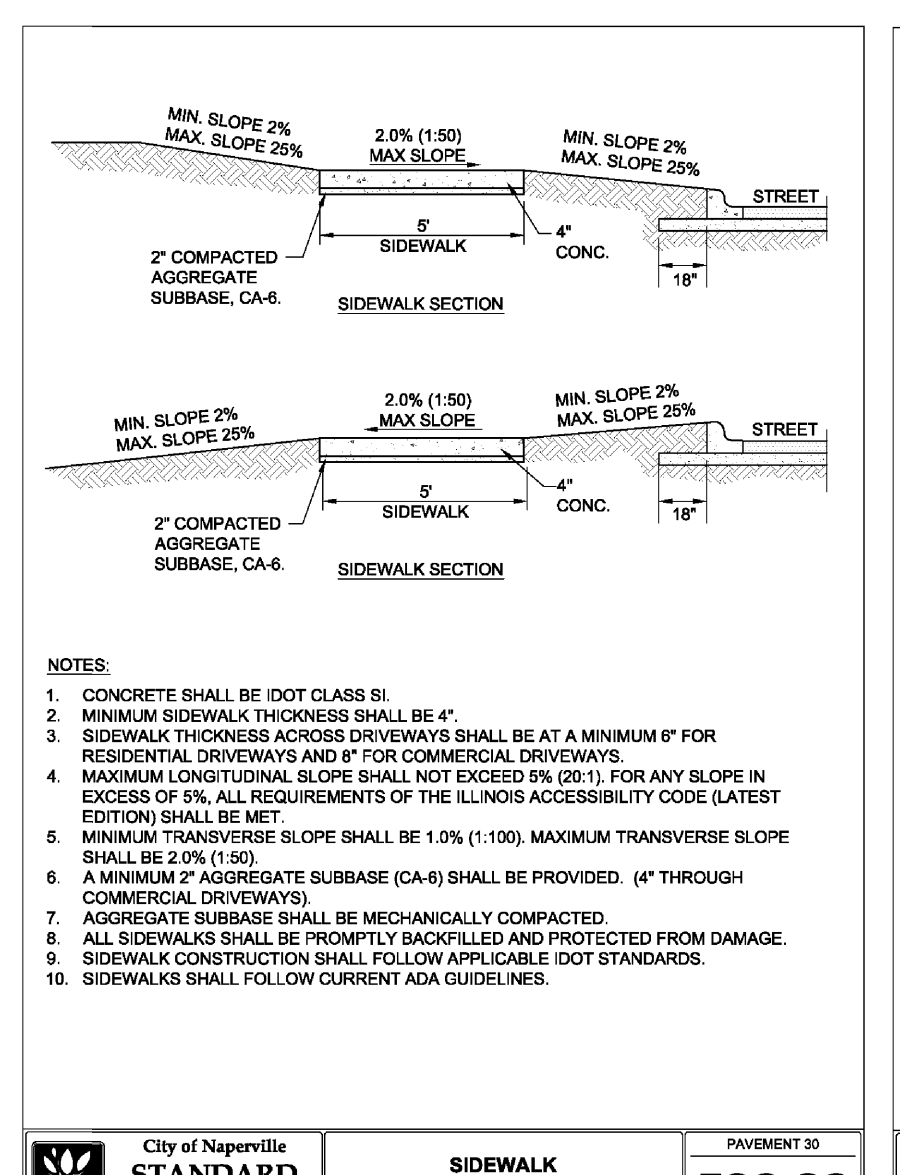 MIN. SLOPE 2%
MAX. SLOPE 25%
2.0% (1:50)
MAX SLOPE
MIN. SLOPE 2%
MAX. SLOPE 25%
STREET
5'
SIDEWALK
4"
CONC.
2" COMPACTED
AGGREGATE
SUBBASE, CA-6.
18"
SIDEWALK SECTION
MIN. SLOPE 2%
MAX. SLOPE 25%
2.0% (1:50)
MAX SLOPE
MIN. SLOPE 2%
MAX. SLOPE 25%
STREET
5'
SIDEWALK
4"
CONC.
2" COMPACTED
AGGREGATE
SUBBASE, CA-6.
18"
SIDEWALK SECTION
NOTES:
1. CONCRETE SHALL BE IDOT CLASS SI.
2. MINIMUM SIDEWALK THICKNESS SHALL BE 4".
3. SIDEWALK THICKNESS ACROSS DRIVEWAYS SHALL BE AT A MINIMUM 6" FOR
RESIDENTIAL DRIVEWAYS AND 8" FOR COMMERCIAL DRIVEWAYS.
4. MAXIMUM LONGITUDINAL SLOPE SHALL NOT EXCEED 5% (20:1). FOR ANY SLOPE IN
EXCESS OF 5%, ALL REQUIREMENTS OF THE ILLINOIS ACCESSIBILITY CODE (LATEST
EDITION) SHALL BE MET.
5. MINIMUM TRANSVERSE SLOPE SHALL BE 1.0% (1:100). MAXIMUM TRANSVERSE SLOPE
SHALL BE 2.0% (1:50).
6. A MINIMUM 2" AGGREGATE SUBBASE (CA-6) SHALL BE PROVIDED. (4" THROUGH
COMMERCIAL DRIVEWAYS).
7. AGGREGATE SUBBASE SHALL BE MECHANICALLY COMPACTED.
8. ALL SIDEWALKS SHALL BE PROMPTLY BACKFILLED AND PROTECTED FROM DAMAGE.
9. SIDEWALK CONSTRUCTION SHALL FOLLOW APPLICABLE IDOT STANDARDS.
10. SIDEWALKS SHALL FOLLOW CURRENT ADA GUIDELINES.
City of Naperville
STANDARD
SIDEWALK
PAVEMENT 30